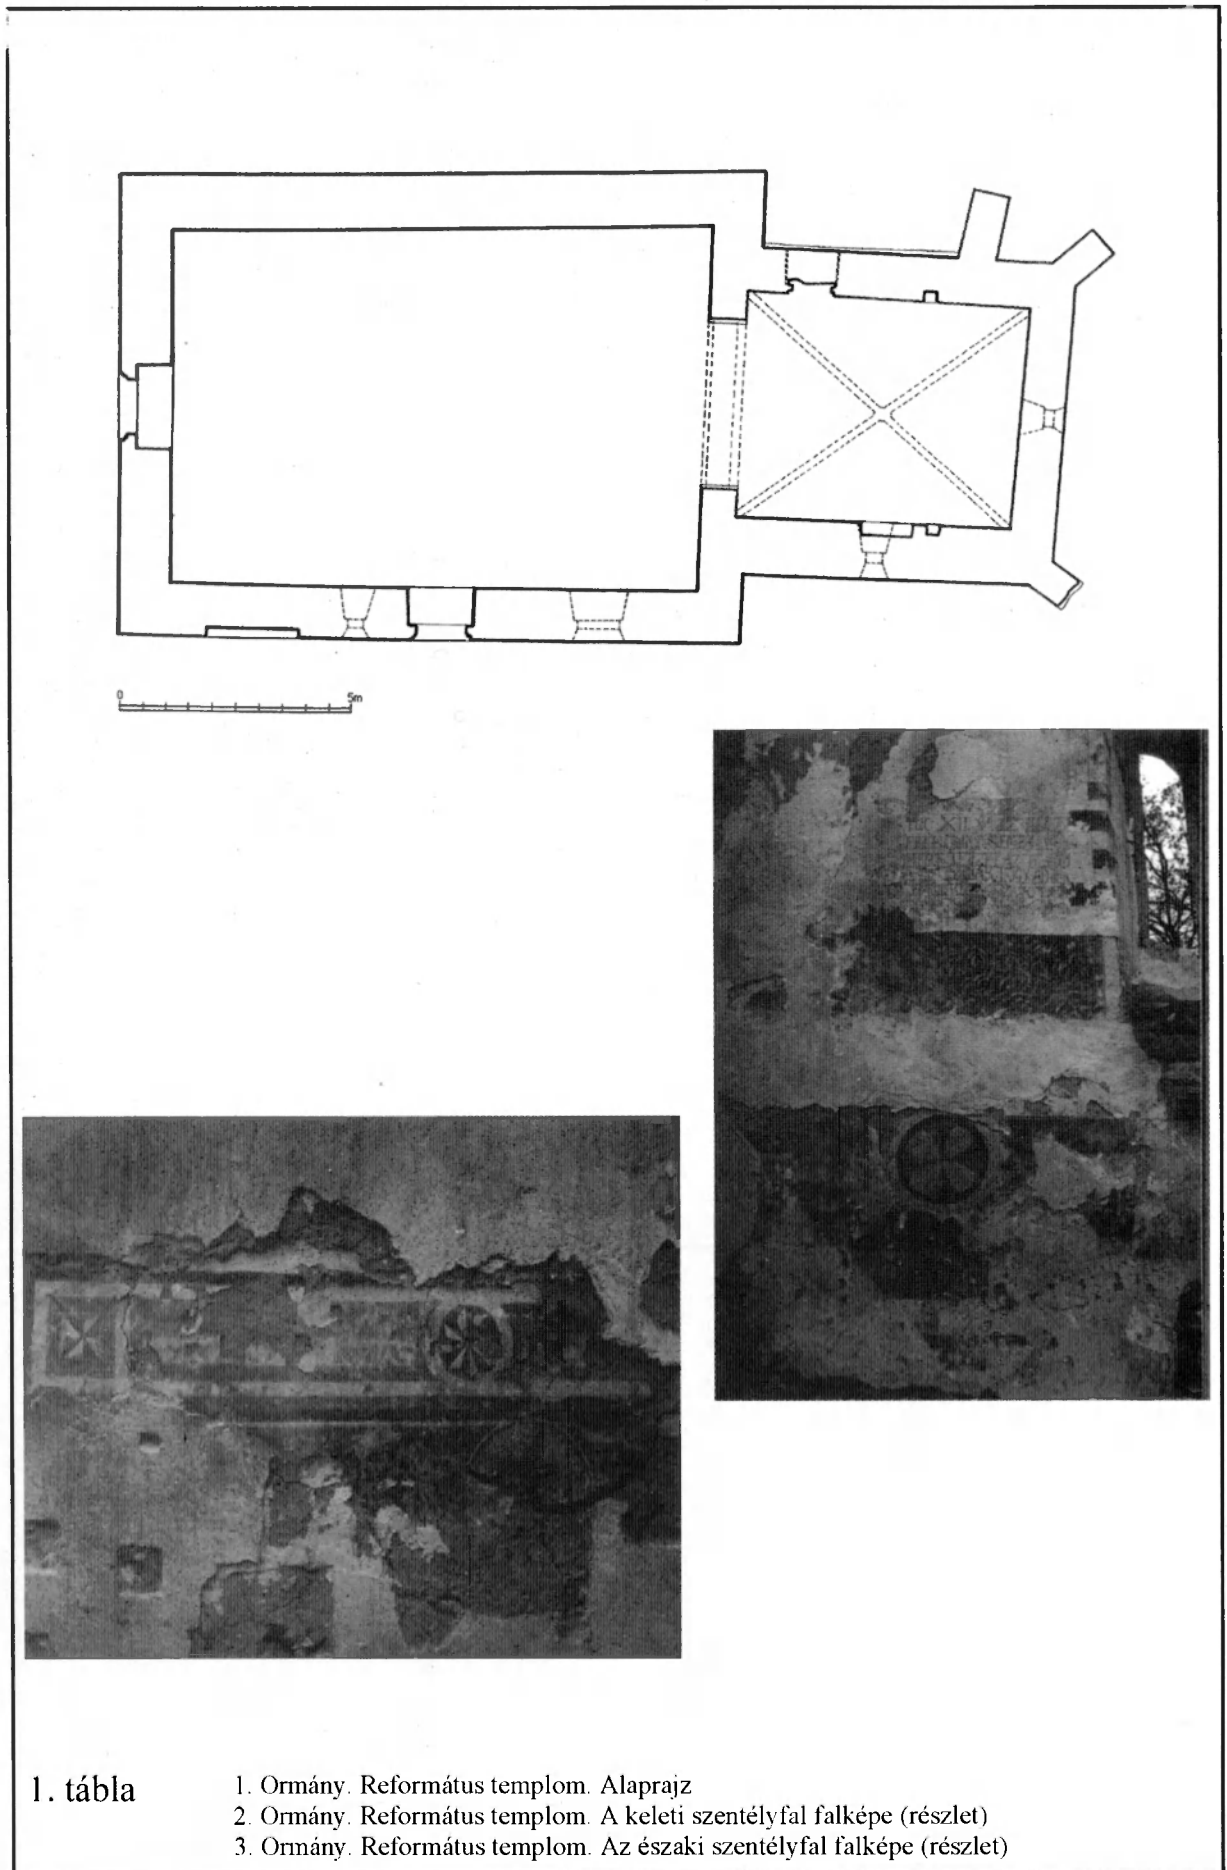 0 5m
1. tábla
1. Ormány. Református templom. Alaprajz
2. Ormány. Református templom. A keleti szentélyfal falképe (részlet)
3. Ormány. Református templom. Az északi szentélyfal falképe (részlet)